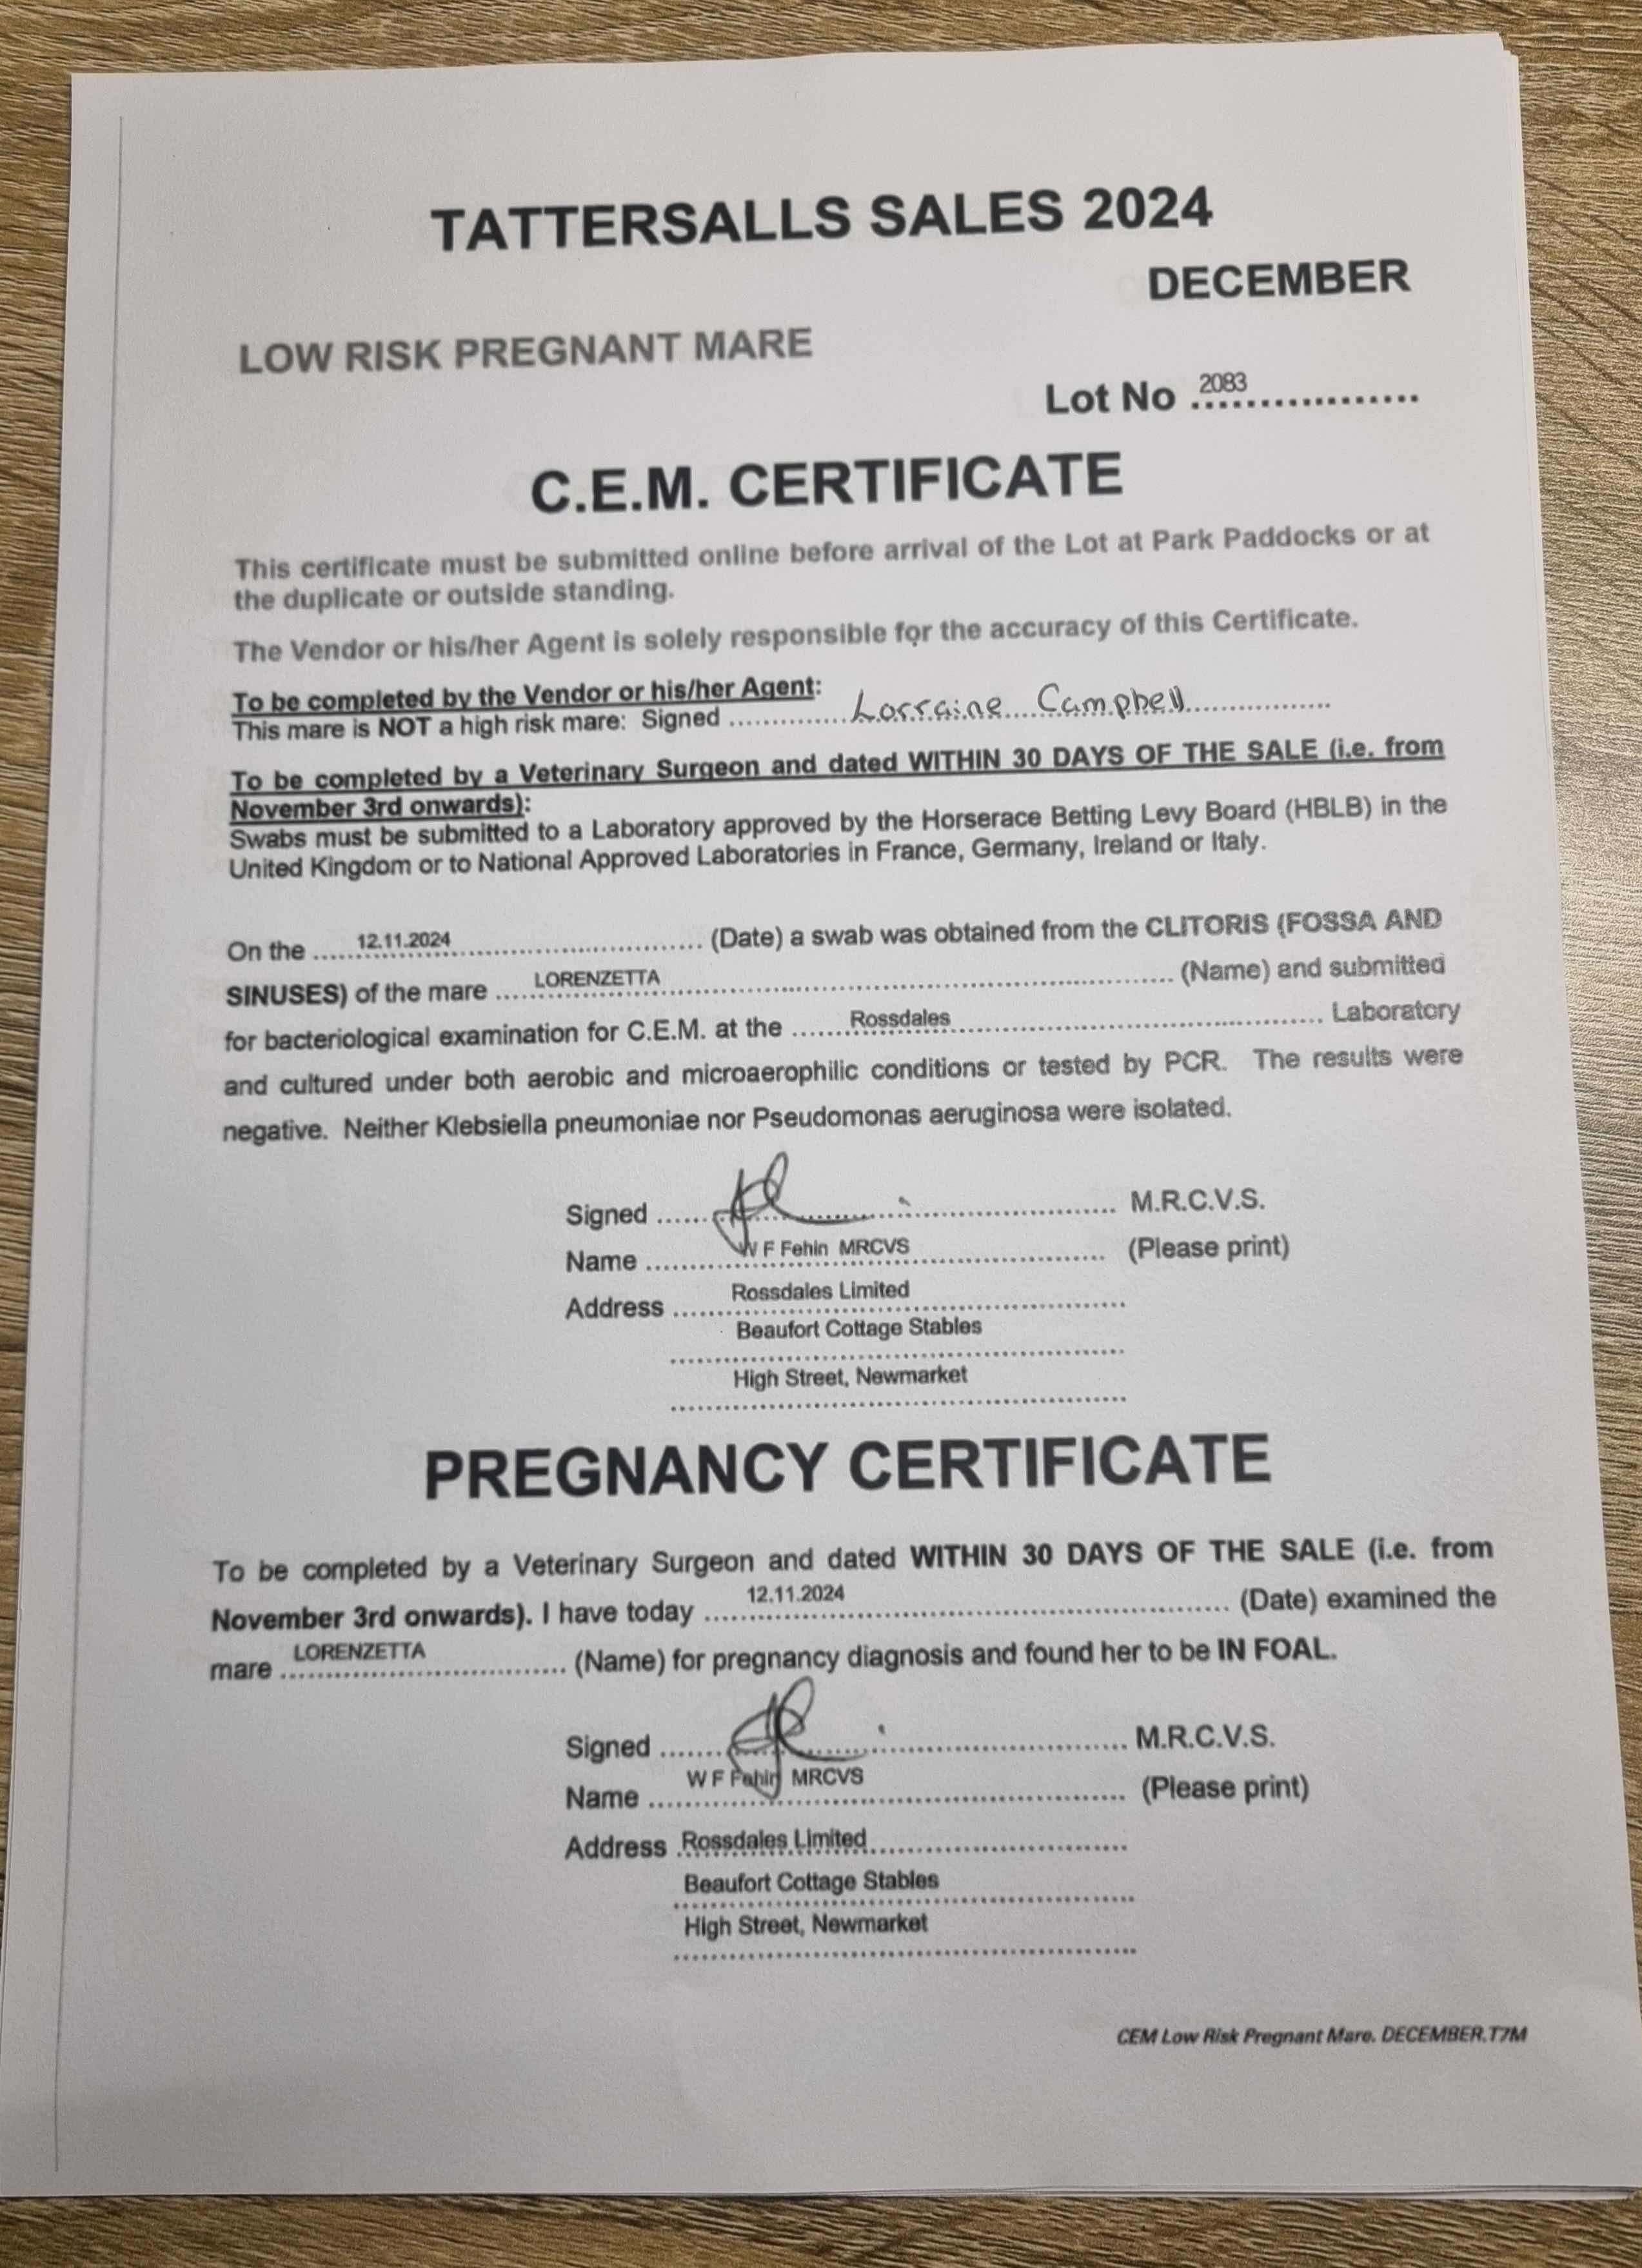 TATTERSALLS SALES 2024
DECEMBER
LOW RISK PREGNANT MARE
Lot No 2083
C.E.M. CERTIFICATE
This certificate must be submitted online before arrival of the Lot at Park Paddocks or at
the duplicate or outside standing.
The Vendor or his/her Agent is solely responsible for the accuracy of this Certificate.
To be completed by the Vendor or his/her Agent:
This mare is NOT a high risk mare: Signed Lorraine Campbell
To be completed by a Veterinary Surgeon and dated WITHIN 30 DAYS OF THE SALE (i.e. from
November 3rd onwards):
Swabs must be submitted to a Laboratory approved by the Horserace Betting Levy Board (HBLB) in the
United Kingdom or to National Approved Laboratories in France, Germany, Ireland or Italy.
On the 12.11.2024 (Date) a swab was obtained from the CLITORIS (FOSSA AND
SINUSES) of the mare LORENZETTA (Name) and submitted
for bacteriological examination for C.E.M. at the Rossdales Laboratory
and cultured under both aerobic and microaerophilic conditions or tested by PCR. The results were
negative. Neither Klebsiella pneumoniae nor Pseudomonas aeruginosa were isolated.
Signed M.R.C.V.S.
Name W F Fehin MRCVS (Please print)
Address Rossdales Limited
Beaufort Cottage Stables
High Street, Newmarket
PREGNANCY CERTIFICATE
To be completed by a Veterinary Surgeon and dated WITHIN 30 DAYS OF THE SALE (i.e. from
November 3rd onwards). I have today 12.11.2024 (Date) examined the
mare LORENZETTA (Name) for pregnancy diagnosis and found her to be IN FOAL.
Signed M.R.C.V.S.
Name W F Fehin MRCVS (Please print)
Address Rossdales Limited
Beaufort Cottage Stables
High Street, Newmarket
CEM Low Risk Pregnant Mare. DECEMBER.T7M